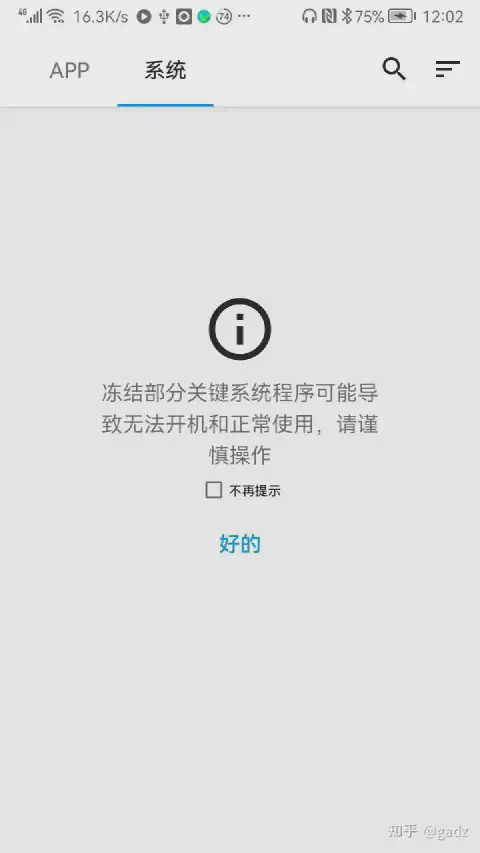 4G 16.3K/s 74 ··· 75% 12:02
APP 系统
冻结部分关键系统程序可能导
致无法开机和正常使用，请谨
慎操作
不再提示
好的
知乎 @gadz